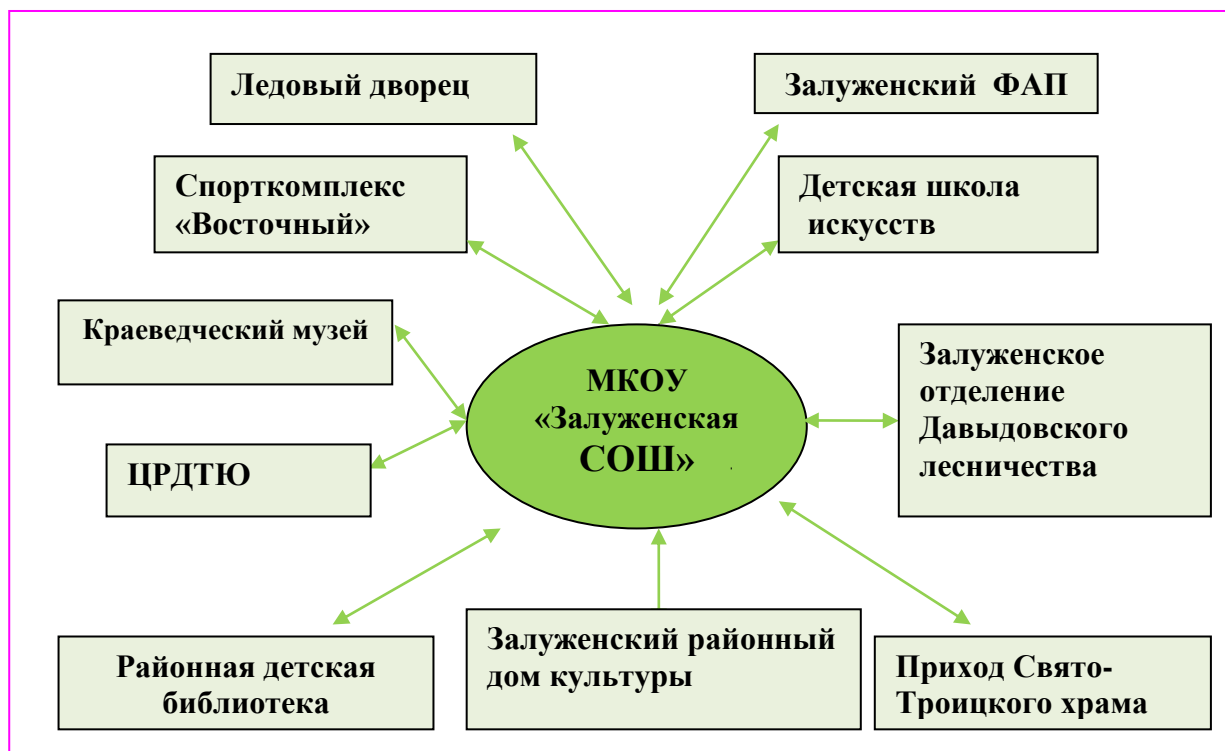 Ледовый дворец
Залуженский ФАП
Спорткомплекс
«Восточный»
Детская школа
искусств
Краеведческий музей
МКОУ
«Залуженская
СОШ»
Залуженское
отделение
Давыдовского
лесничества
ЦРДТЮ
Районная детская
библиотека
Залуженский районный
дом культуры
Приход Свято-
Троицкого храма